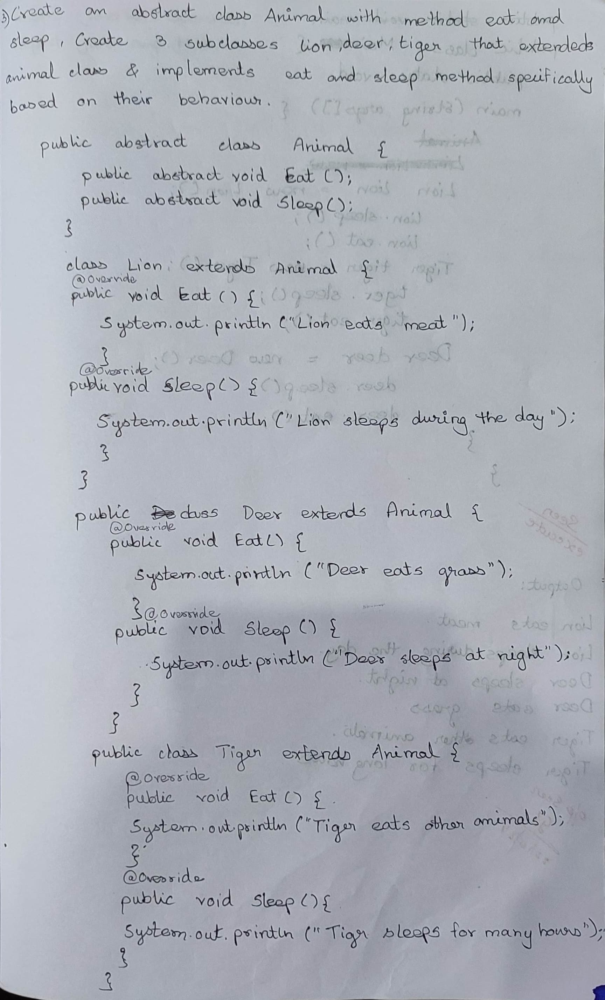 3) Create an abstract class Animal with method eat and
sleep, Create 3 subclasses lion, deer, tiger that extendeds
animal class & implements eat and sleep method specifically
based on their behaviour.
public abstract class Animal {
public abstract void Eat ();
public abstract void Sleep();
}
class Lion extends Animal {
@Override
public void Eat () {
System.out.println ("Lion eats meat");
}
@Override
public void Sleep() {
System.out.println ("Lion sleeps during the day");
}
}
public class Deer extends Animal {
@Override
public void Eat() {
System.out.println ("Deer eats grass");
} @Override
public void Sleep () {
System.out.println ("Deer sleeps at night");
}
}
public class Tiger extends Animal {
@Override
public void Eat () {
System.out.println ("Tiger eats other animals");
}
@Override
public void Sleep () {
System.out.println ("Tigr sleeps for many hours");
}
}